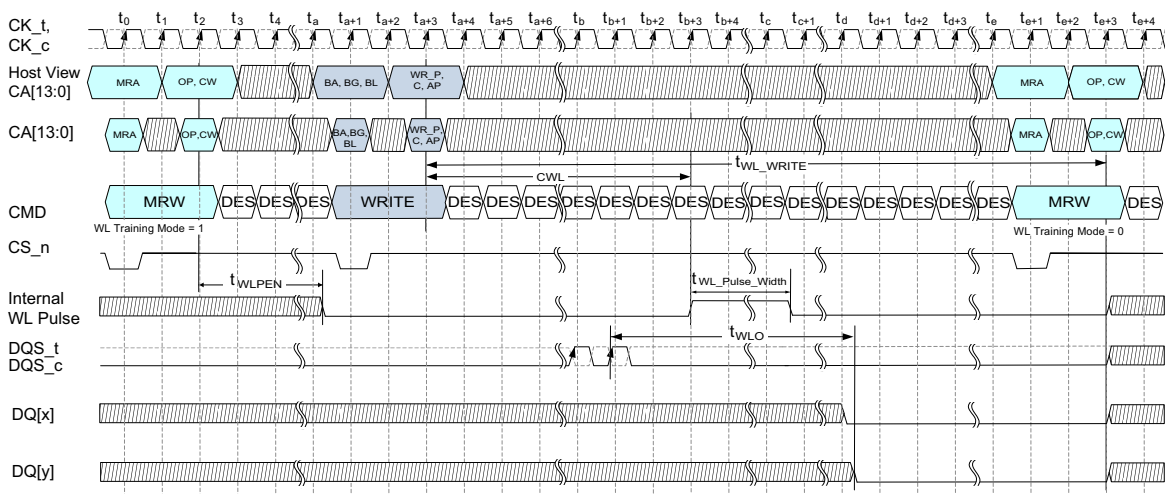 t0 t1 t2 t3 t4 ta ta+1 ta+2 ta+3 ta+4 ta+5 ta+6 tb tb+1 tb+2 tb+3 tb+4 tc tc+1 td td+1 td+2 td+3 te te+1 te+2 te+3 te+4
CK_t,
CK_c
Host View
CA[13:0]
MRA OP, CW BA, BG, BL WR_P, C, AP MRA OP, CW
CA[13:0]
MRA OP,CW BA,BG, BL WR_P, C, AP MRA OP,CW
tWL_WRITE
CWL
CMD
MRW DES DES DES WRITE DES DES DES DES DES DES DES DES DES DES DES DES DES DES DES MRW DES
WL Training Mode = 1 WL Training Mode = 0
CS_n
tWLPEN
tWL_Pulse_Width
Internal
WL Pulse
tWLO
DQS_t
DQS_c
DQ[x]
DQ[y]